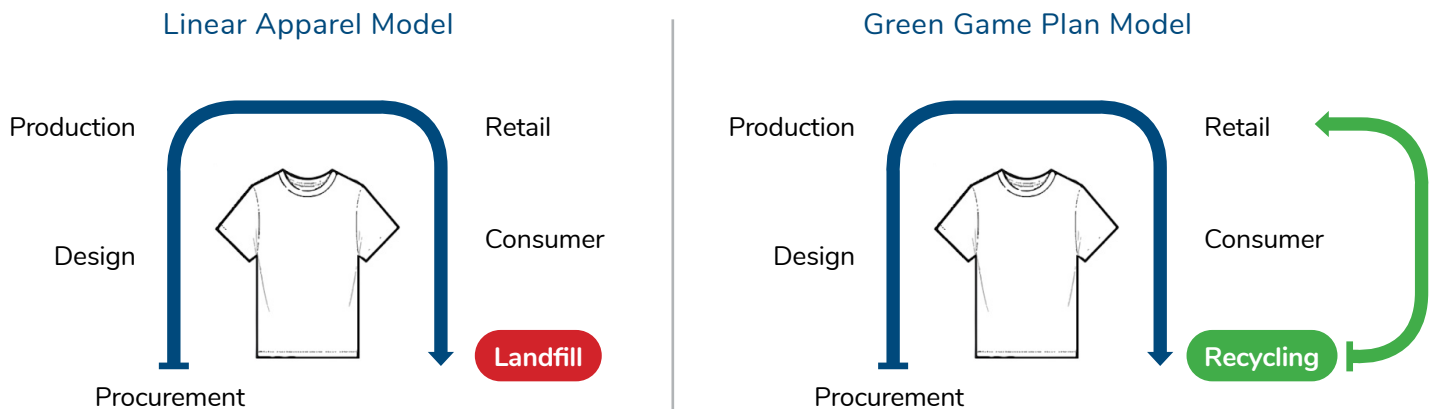 Linear Apparel Model
Production
Retail
Design
Consumer
Landfill
Procurement
Green Game Plan Model
Production
Retail
Design
Consumer
Recycling
Procurement